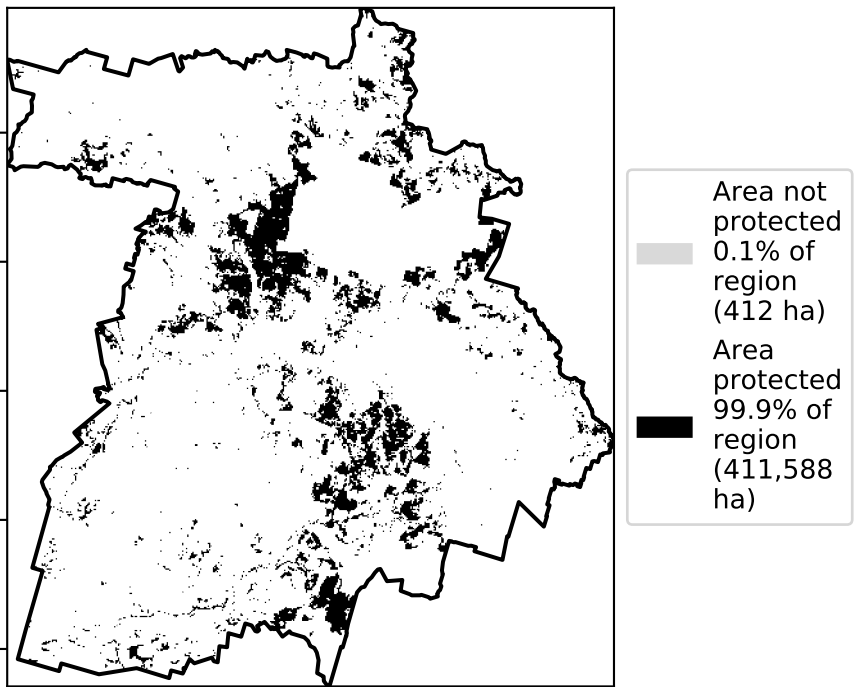 Area not
protected
0.1% of
region
(412 ha)
Area
protected
99.9% of
region
(411,588
ha)